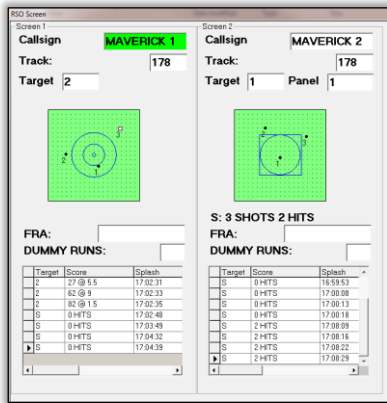 RSO Screen
Screen 1
Callsign MAVERICK 1
Track: 178
Target 2
2
3
1
FRA:
DUMMY RUNS:
Target Score Splash
2 27 @ 5.5 17:02:31
2 62 @ 9 17:02:33
2 82 @ 1.5 17:02:35
S 0 HITS 17:02:48
S 0 HITS 17:03:49
S 0 HITS 17:04:32
S 0 HITS 17:04:39
Screen 2
Callsign MAVERICK 2
Track: 178
Target 1 Panel 1
2
3
1
S: 3 SHOTS 2 HITS
FRA:
DUMMY RUNS:
Target Score Splash
S 0 HITS 16:59:53
S 0 HITS 17:00:08
S 0 HITS 17:00:13
S 0 HITS 17:00:18
S 2 HITS 17:08:09
S 2 HITS 17:08:16
S 2 HITS 17:08:22
S 2 HITS 17:08:29